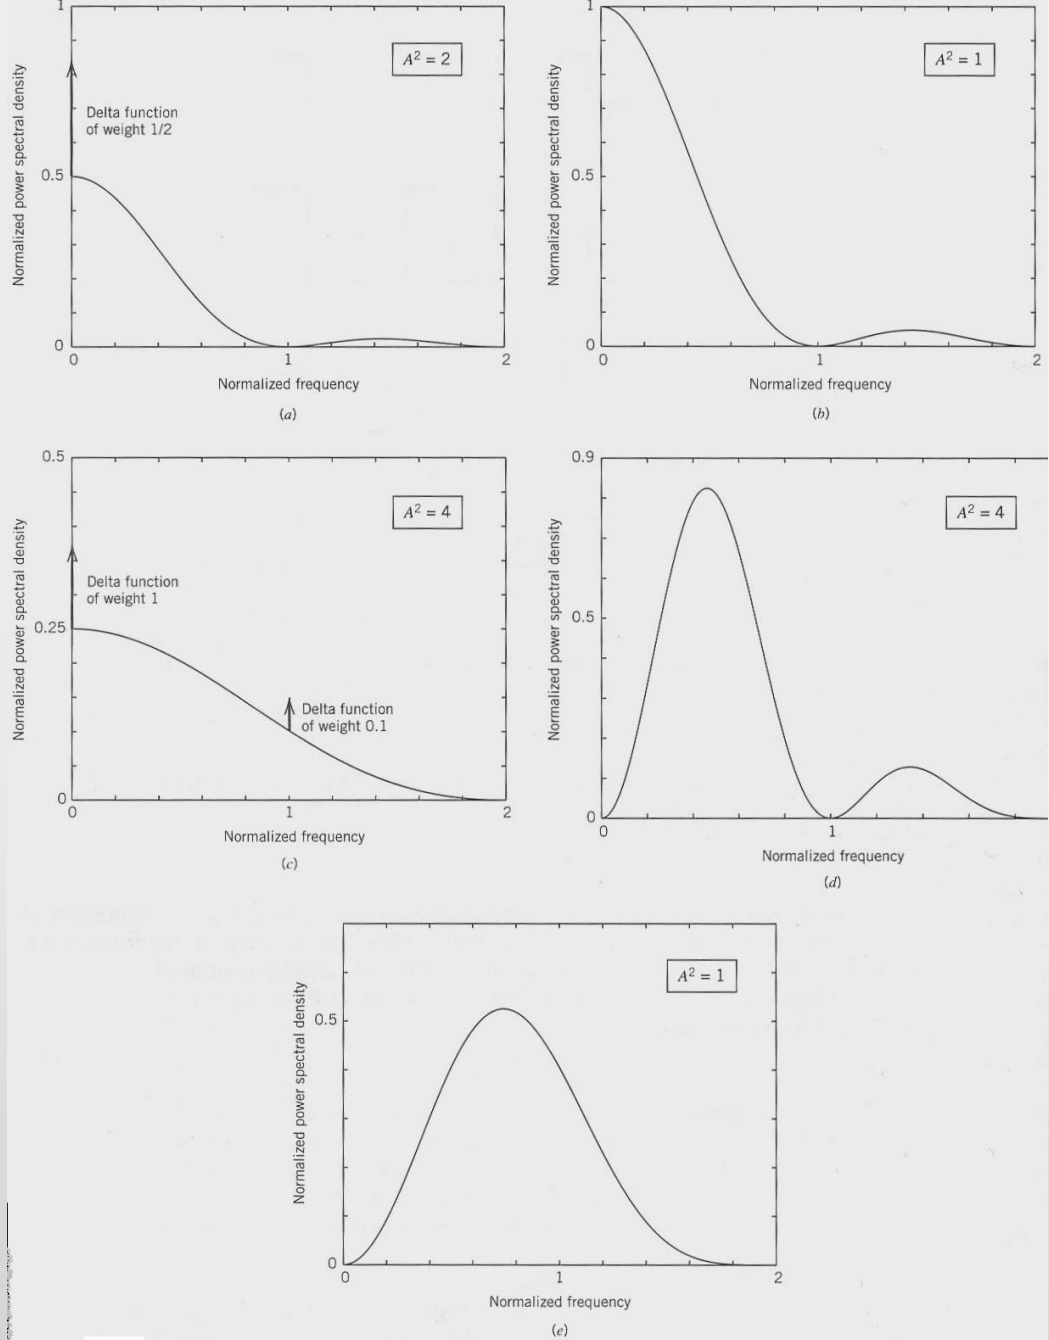 1
A² = 2
Normalized power spectral density
Delta function
of weight 1/2
0.5
0
0
1
2
Normalized frequency
(a)
1
A² = 1
Normalized power spectral density
0.5
0
0
1
2
Normalized frequency
(b)
0.5
A² = 4
Normalized power spectral density
Delta function
of weight 1
0.25
Delta function
of weight 0.1
0
0
1
2
Normalized frequency
(c)
0.9
A² = 4
Normalized power spectral density
0.5
0
0
1
Normalized frequency
(d)
A² = 1
Normalized power spectral density
0.5
0
0
1
2
Normalized frequency
(e)